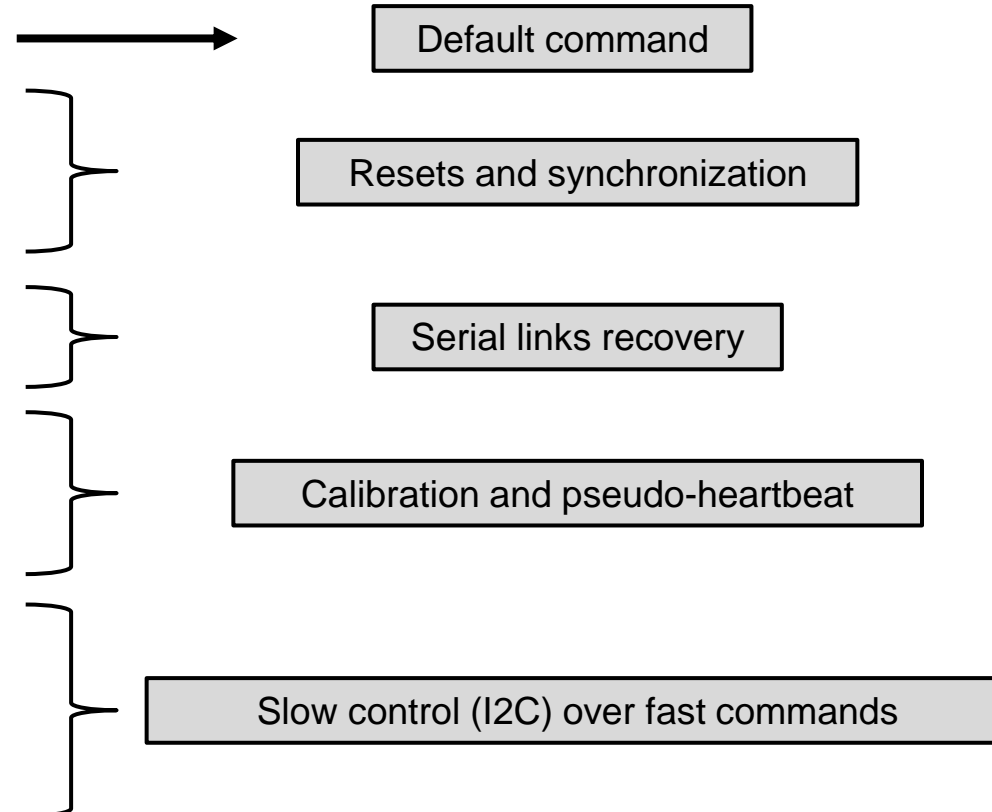 Default command
Resets and synchronization
Serial links recovery
Calibration and pseudo-heartbeat
Slow control (I2C) over fast commands